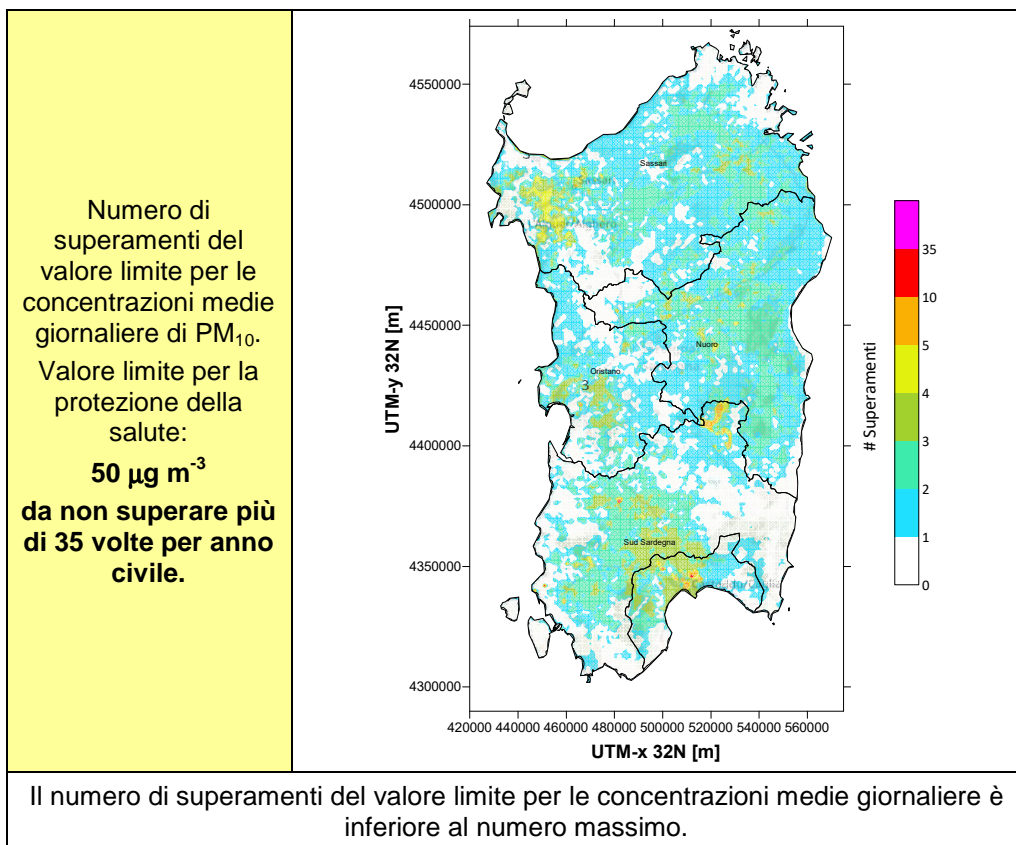 Numero di
superamenti del
valore limite per le
concentrazioni medie
giornaliere di PM₁₀.
Valore limite per la
protezione della
salute:
50 μg m⁻³
da non superare più
di 35 volte per anno
civile.
4550000
4500000
4450000
4400000
4350000
4300000
UTM-y 32N [m]
420000 440000 460000 480000 500000 520000 540000 560000
UTM-x 32N [m]
Sassari
Sassari
Nuoro
Oristano
3
Sud Sardegna
# Superamenti
35
10
5
4
3
2
1
0
Il numero di superamenti del valore limite per le concentrazioni medie giornaliere è
inferiore al numero massimo.